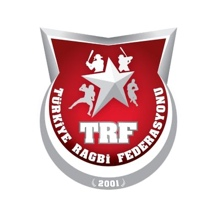 TRF
TÜRKİYE RAGBİ FEDERASYONU
2001